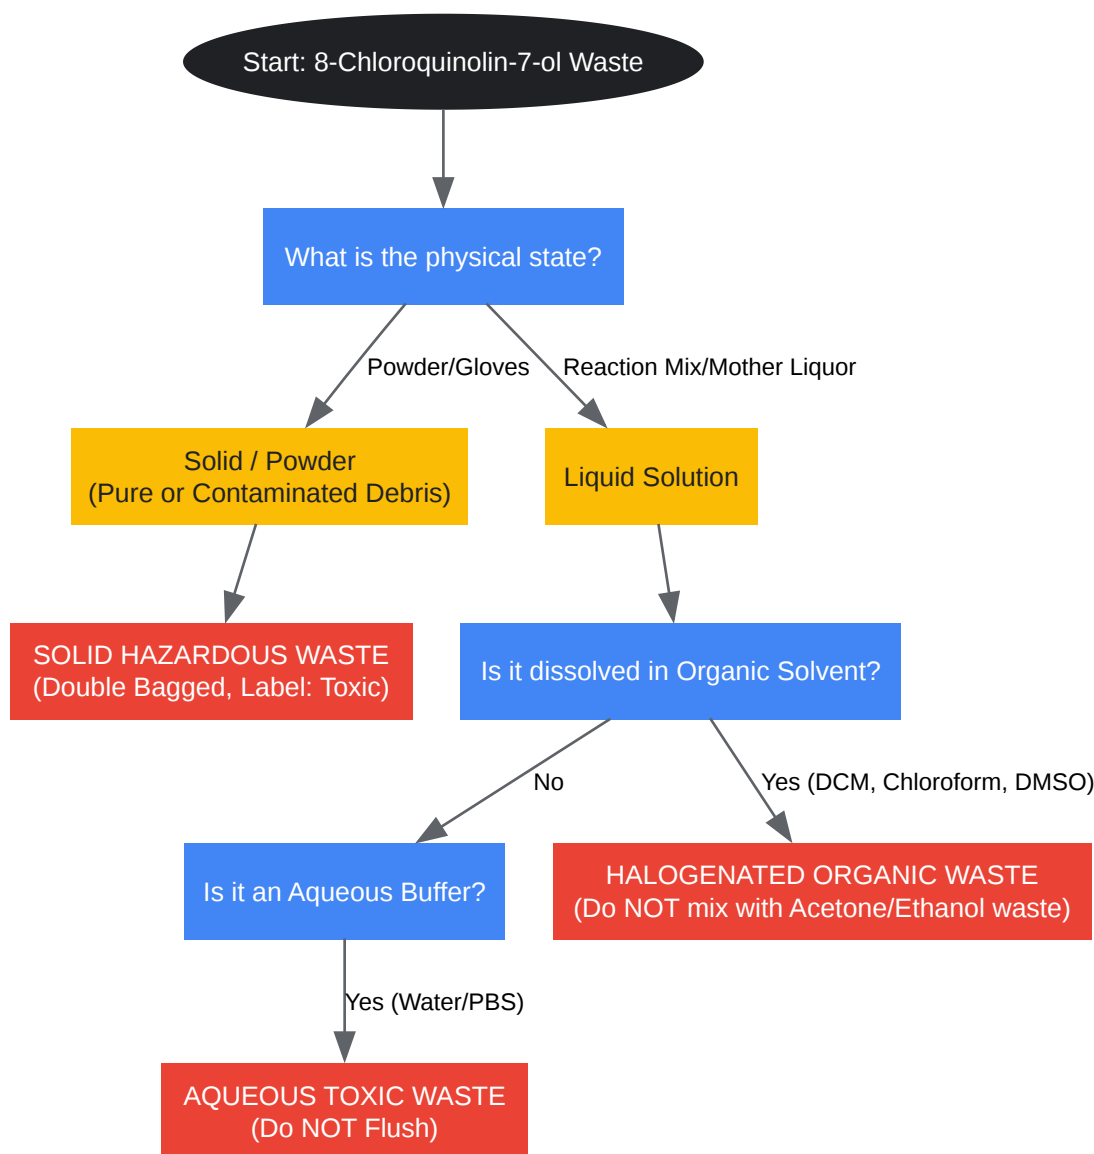 Start: 8-Chloroquinolin-7-ol Waste
What is the physical state?
Powder/Gloves
Reaction Mix/Mother Liquor
Solid / Powder
(Pure or Contaminated Debris)
Liquid Solution
SOLID HAZARDOUS WASTE
(Double Bagged, Label: Toxic)
Is it dissolved in Organic Solvent?
No
Yes (DCM, Chloroform, DMSO)
Is it an Aqueous Buffer?
HALOGENATED ORGANIC WASTE
(Do NOT mix with Acetone/Ethanol waste)
Yes (Water/PBS)
AQUEOUS TOXIC WASTE
(Do NOT Flush)